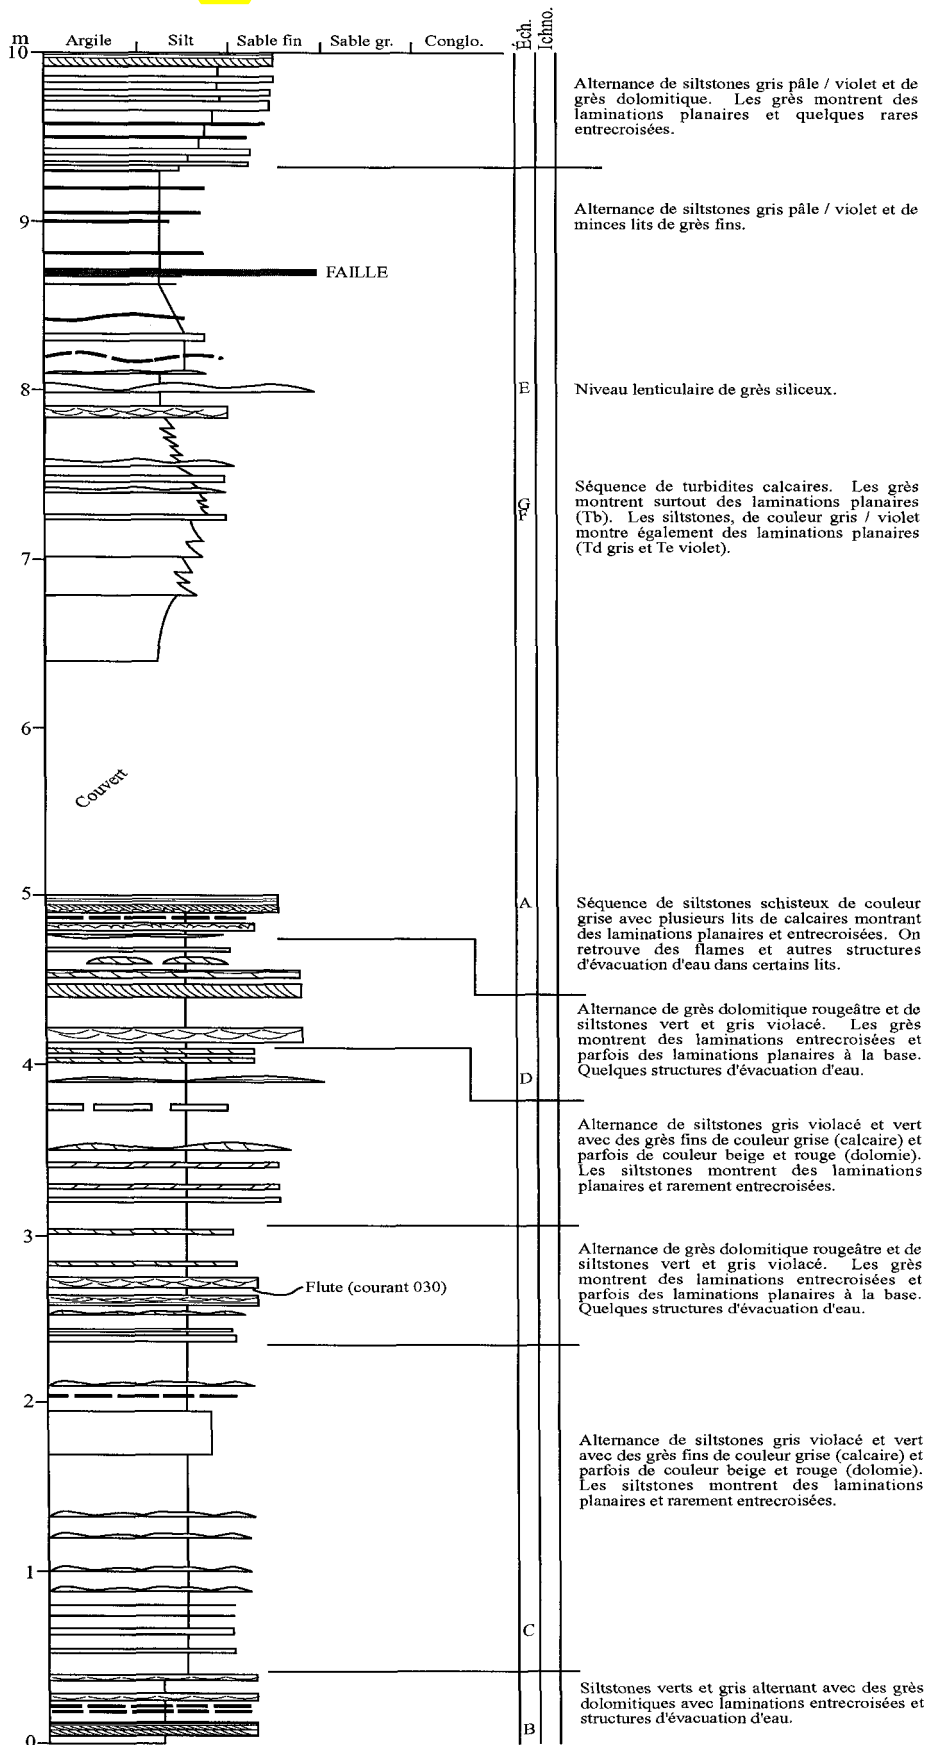 m Argile Silt Sable fin Sable gr. Conglo. Éch. Ichno.
10
Alternance de siltstones gris pâle / violet et de
grès dolomitique. Les grès montrent des
laminations planaires et quelques rares
entrecroisées.
9
Alternance de siltstones gris pâle / violet et de
minces lits de grès fins.
FAILLE
8
E
Niveau lenticulaire de grès siliceux.
G
F
Séquence de turbidites calcaires. Les grès
montrent surtout des laminations planaires
(Tb). Les siltstones, de couleur gris / violet
montre également des laminations planaires
(Td gris et Te violet).
7
6
Couvert
5
A
Séquence de siltstones schisteux de couleur
grise avec plusieurs lits de calcaires montrant
des laminations planaires et entrecroisées. On
retrouve des flames et autres structures
d'évacuation d'eau dans certains lits.
Alternance de grès dolomitique rougeâtre et de
siltstones vert et gris violacé. Les grès
montrent des laminations entrecroisées et
parfois des laminations planaires à la base.
Quelques structures d'évacuation d'eau.
4
D
Alternance de siltstones gris violacé et vert
avec des grès fins de couleur grise (calcaire) et
parfois de couleur beige et rouge (dolomie).
Les siltstones montrent des laminations
planaires et rarement entrecroisées.
3
Alternance de grès dolomitique rougeâtre et de
siltstones vert et gris violacé. Les grès
montrent des laminations entrecroisées et
parfois des laminations planaires à la base.
Quelques structures d'évacuation d'eau.
Flute (courant 030)
2
Alternance de siltstones gris violacé et vert
avec des grès fins de couleur grise (calcaire) et
parfois de couleur beige et rouge (dolomie).
Les siltstones montrent des laminations
planaires et rarement entrecroisées.
1
C
Siltstones verts et gris alternant avec des grès
dolomitiques avec laminations entrecroisées et
structures d'évacuation d'eau.
B
0